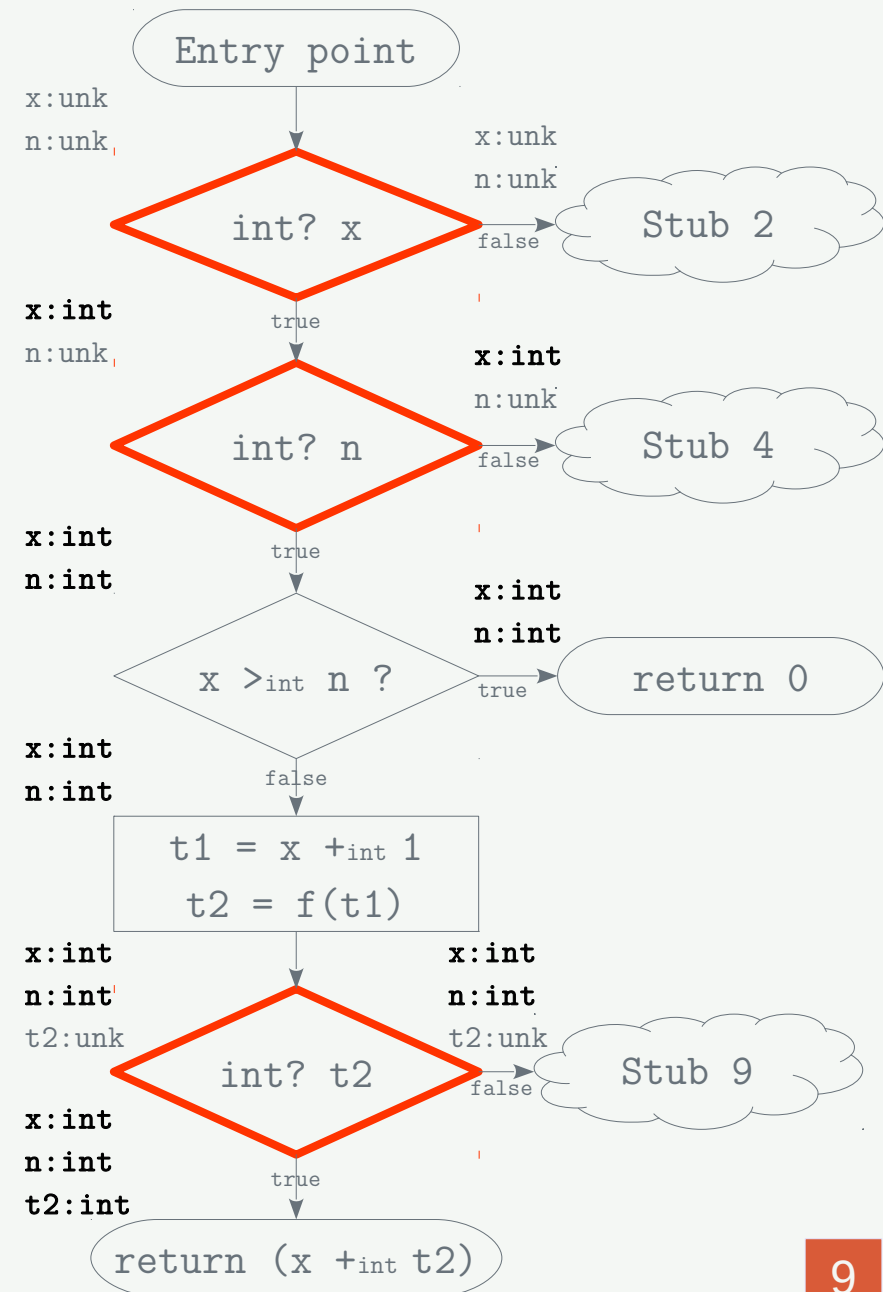 Entry point
x:unk
n:unk
x:unk
n:unk
int? x
false
Stub 2
true
x:int
n:unk
x:int
n:unk
int? n
false
Stub 4
true
x:int
n:int
x:int
n:int
x >int n ?
true
return 0
false
x:int
n:int
t1 = x +int 1
t2 = f(t1)
x:int
n:int
t2:unk
x:int
n:int
t2:unk
int? t2
false
Stub 9
true
x:int
n:int
t2:int
return (x +int t2)
9